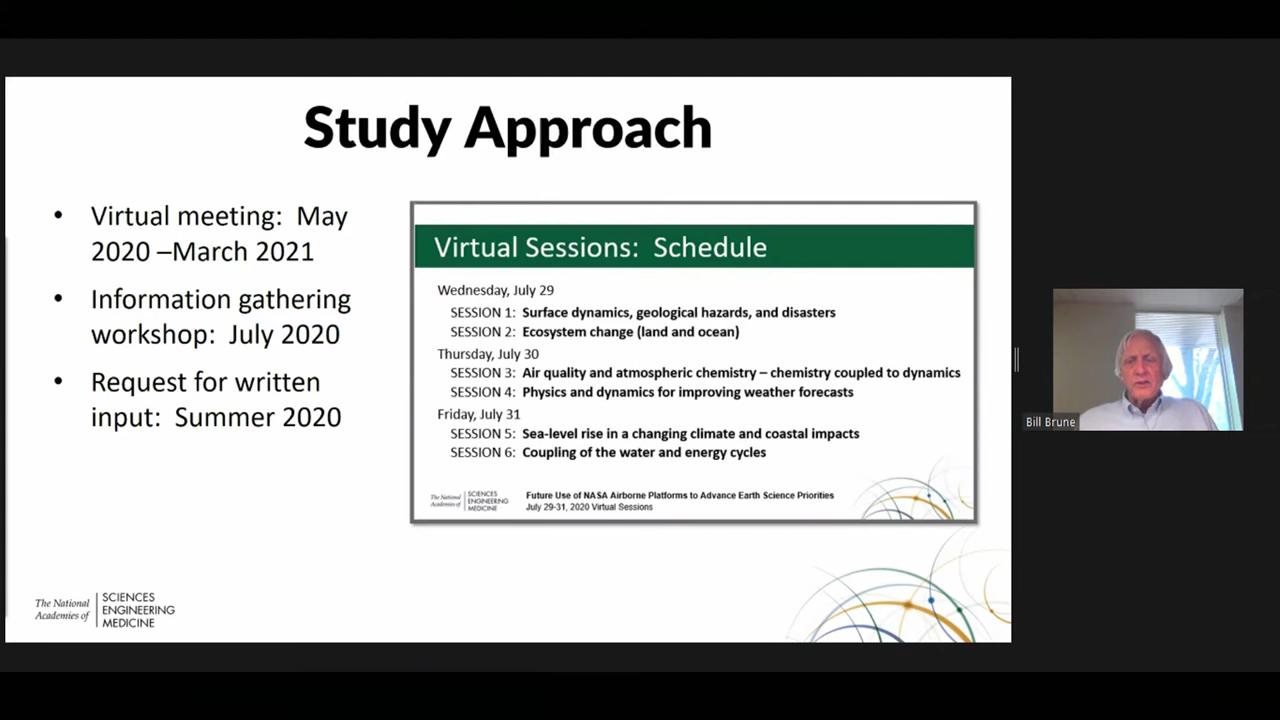 Study Approach
• Virtual meeting:  May
2020 –March 2021
• Information gathering
workshop:  July 2020
• Request for written
input:  Summer 2020
Virtual Sessions:  Schedule
Wednesday, July 29
SESSION 1:  Surface dynamics, geological hazards, and disasters
SESSION 2:  Ecosystem change (land and ocean)
Thursday, July 30
SESSION 3:  Air quality and atmospheric chemistry – chemistry coupled to dynamics
SESSION 4:  Physics and dynamics for improving weather forecasts
Friday, July 31
SESSION 5:  Sea-level rise in a changing climate and coastal impacts
SESSION 6:  Coupling of the water and energy cycles
The National
Academies of
SCIENCES
ENGINEERING
MEDICINE
Future Use of NASA Airborne Platforms to Advance Earth Science Priorities
July 29-31, 2020 Virtual Sessions
The National
Academies of
SCIENCES
ENGINEERING
MEDICINE
Bill Brune